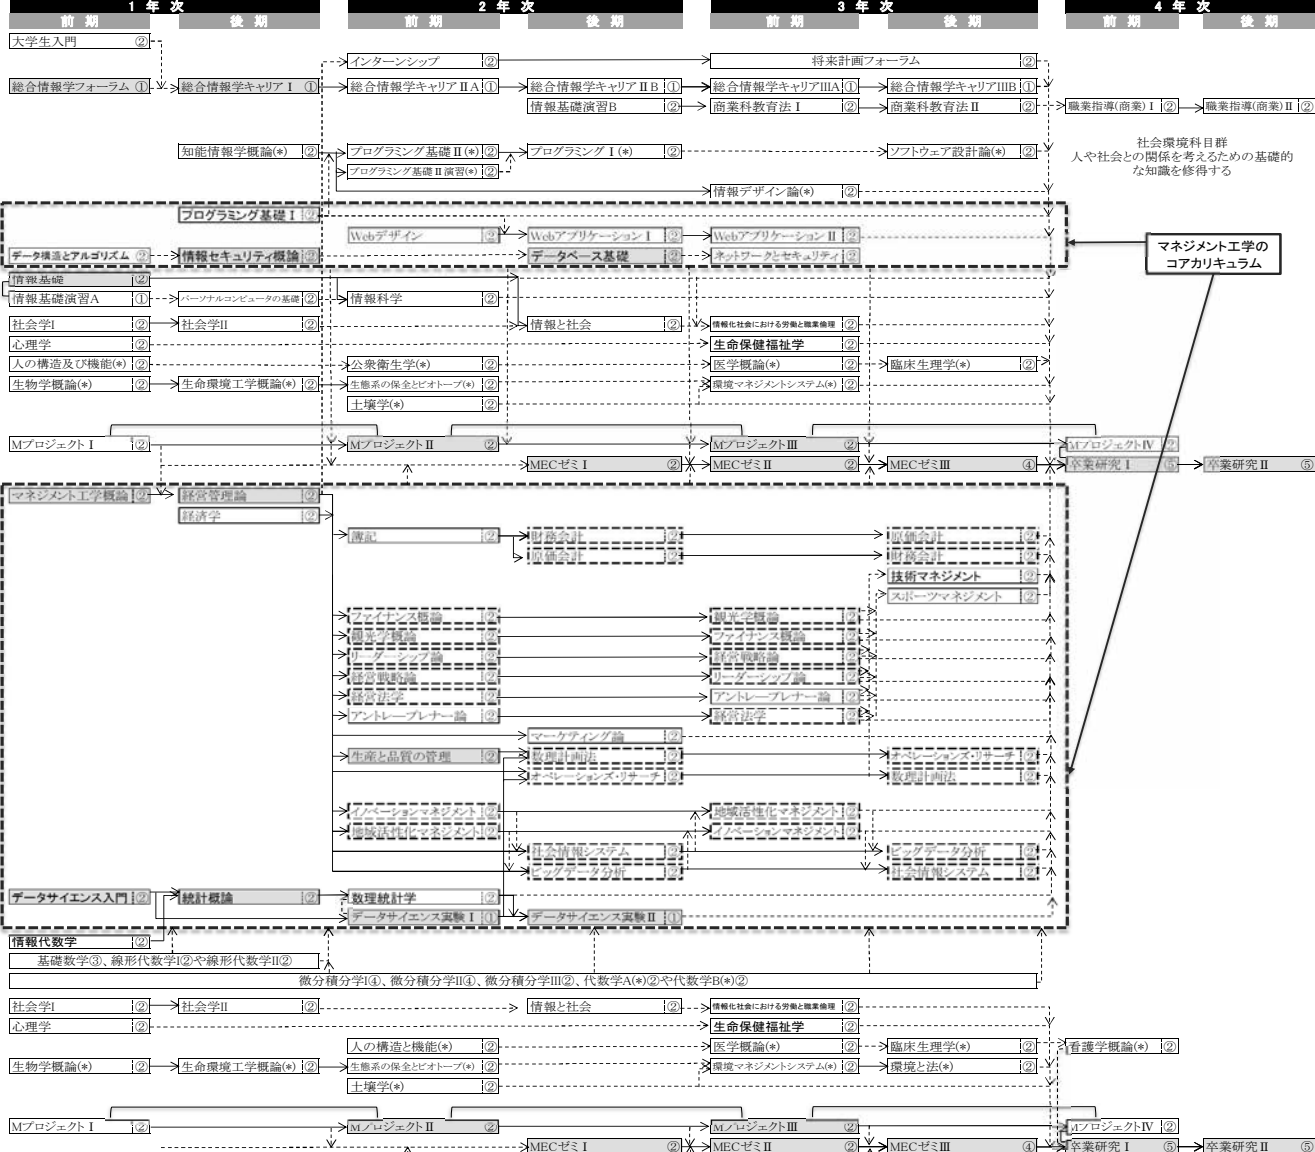 1 年 次 2 年 次 3 年 次 4 年 次
前 期 後 期 前 期 後 期 前 期 後 期 前 期 後 期
大学生入門 ②
インターンシップ ② 将来計画フォーラム ②
総合情報学フォーラム ① 総合情報学キャリアⅠ ① 総合情報学キャリアⅡA ① 総合情報学キャリアⅡB ① 総合情報学キャリアⅢA ① 総合情報学キャリアⅢB ①
情報基礎演習B ② 商業科教育法Ⅰ ② 商業科教育法Ⅱ ② 職業指導(商業)Ⅰ ② 職業指導(商業)Ⅱ ②
社会環境科目群
人や社会との関係を考えるための基礎的
な知識を修得する
知能情報学概論(*) ② プログラミング基礎Ⅱ(*) ② プログラミングⅠ(*) ② ソフトウェア設計論(*) ②
プログラミング基礎Ⅱ演習(*) ②
情報デザイン論(*) ②
プログラミング基礎Ⅰ ②
Webデザイン ② WebアプリケーションⅠ ② WebアプリケーションⅡ ②
データ構造とアルゴリズム ② 情報セキュリティ概論 ② データベース基礎 ② ネットワークとセキュリティ ②
マネジメント工学の
コアカリキュラム
情報基礎 ②
情報基礎演習A ① パーソナルコンピュータの基礎 ② 情報科学 ②
社会学Ⅰ ② 社会学Ⅱ ② 情報と社会 ② 情報化社会における労働と職業倫理 ②
心理学 ② 生命保健福祉学 ②
人の構造及び機能(*) ② 公衆衛生学(*) ② 医学概論(*) ② 臨床生理学(*) ②
生物学概論(*) ② 生命環境工学概論(*) ② 生態系の保全とビオトープ(*) ② 環境マネジメントシステム(*) ②
土壌学(*) ②
MプロジェクトⅠ ② MプロジェクトⅡ ② MプロジェクトⅢ ② MプロジェクトⅣ ②
MECゼミⅠ ② MECゼミⅡ ② MECゼミⅢ ④ 卒業研究Ⅰ ⑤ 卒業研究Ⅱ ⑤
マネジメント工学概論 ② 経営管理論 ②
経済学 ②
簿記 ② 財務会計 ② 原価会計 ②
原価会計 ② 財務会計 ②
技術マネジメント ②
スポーツマネジメント ②
ファイナンス概論 ② 観光学概論 ②
観光学概論 ② ファイナンス概論 ②
リーダーシップ論 ② 経営戦略論 ②
経営戦略論 ② リーダーシップ論 ②
経営法学 ② アントレープレナー論 ②
アントレープレナー論 ② 経営法学 ②
マーケティング論 ②
生産と品質の管理 ② 数理計画法 ② オペレーションズ・リサーチ ②
オペレーションズ・リサーチ ② 数理計画法 ②
イノベーションマネジメント ② 地域活性化マネジメント ②
地域活性化マネジメント ② イノベーションマネジメント ②
社会情報システム ② ビッグデータ分析 ②
ビッグデータ分析 ② 社会情報システム ②
データサイエンス入門 ② 統計概論 ② 数理統計学 ②
データサイエンス実験Ⅰ ① データサイエンス実験Ⅱ ①
情報代数学 ②
基礎数学③、線形代数学Ⅰ②や線形代数学Ⅱ②
微分積分学Ⅰ④、微分積分学Ⅱ④、微分積分学Ⅲ②、代数学A(*)②や代数学B(*)②
社会学Ⅰ ② 社会学Ⅱ ② 情報と社会 ② 情報化社会における労働と職業倫理 ②
心理学 ② 生命保健福祉学 ②
人の構造と機能(*) ② 医学概論(*) ② 臨床生理学(*) ② 看護学概論(*) ②
生物学概論(*) ② 生命環境工学概論(*) ② 生態系の保全とビオトープ(*) ② 環境マネジメントシステム(*) ② 環境と法(*) ②
土壌学(*) ②
MプロジェクトⅠ ② MプロジェクトⅡ ② MプロジェクトⅢ ② MプロジェクトⅣ ②
MECゼミⅠ ② MECゼミⅡ ② MECゼミⅢ ④ 卒業研究Ⅰ ⑤ 卒業研究Ⅱ ⑤